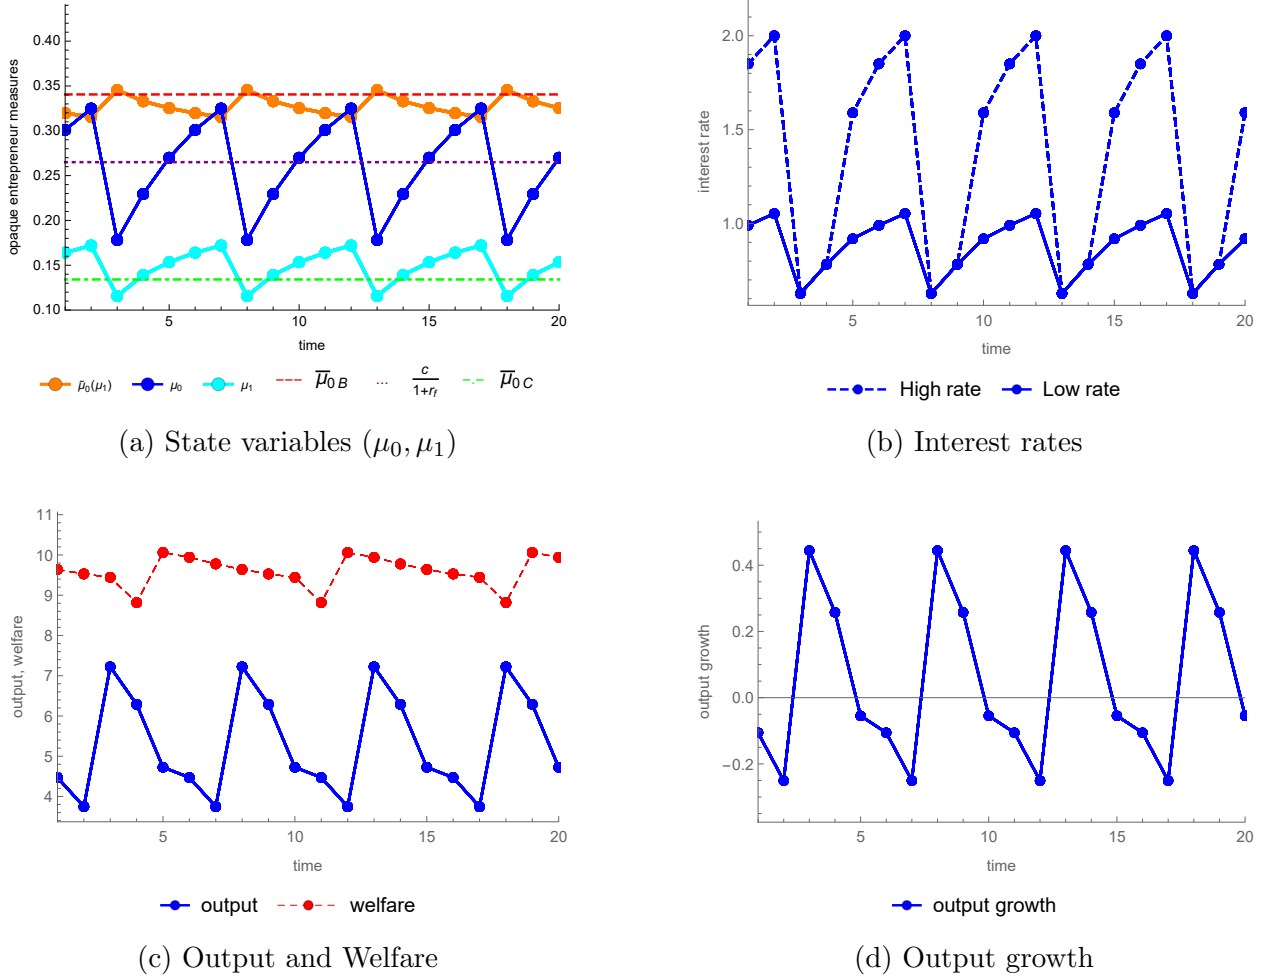 opaque entrepreneur measures
0.40
0.35
0.30
0.25
0.20
0.15
0.10
5
10
15
20
time
μ̄₀(μ₁)
μ₀
μ₁
μ̄₀ B
c
1+r_f
μ̄₀ C
(a) State variables (μ₀, μ₁)
interest rate
2.0
1.5
1.0
5
10
15
20
time
High rate
Low rate
(b) Interest rates
output, welfare
11
10
9
8
7
6
5
4
5
10
15
20
time
output
welfare
(c) Output and Welfare
output growth
0.4
0.2
0.0
−0.2
5
10
15
20
time
output growth
(d) Output growth